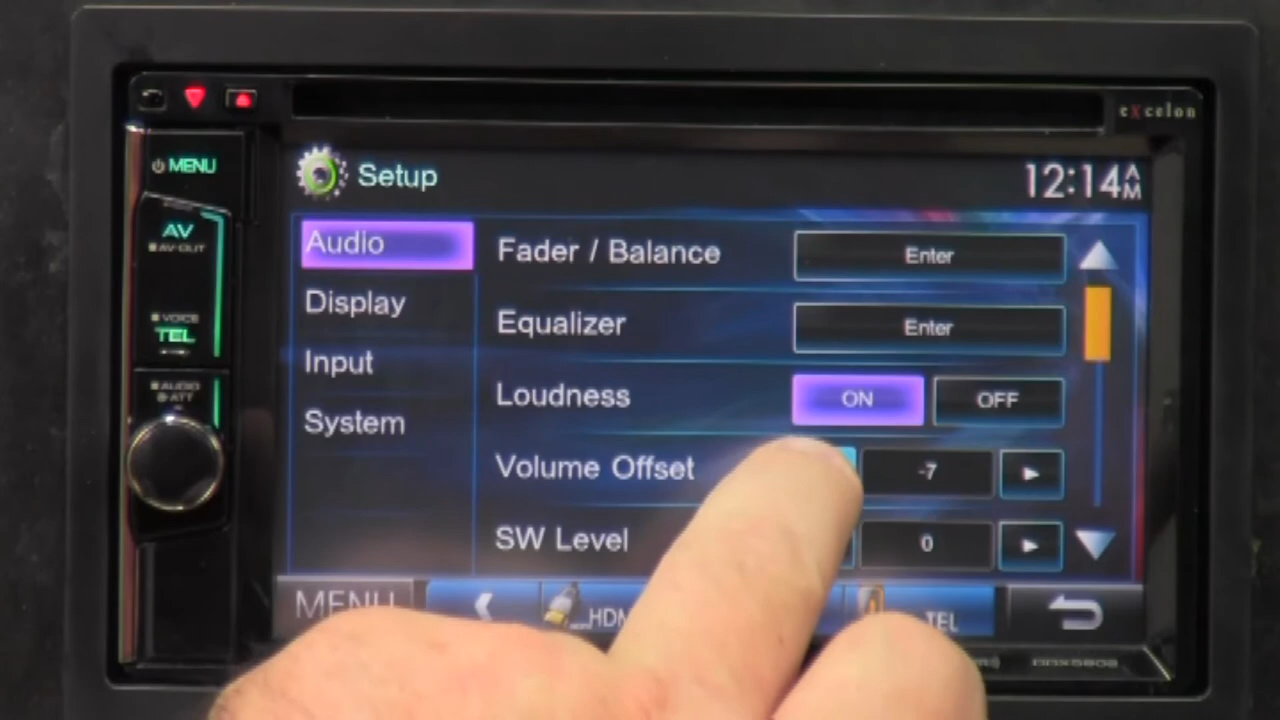 excelon
MENU
Setup
12:14 AM
AV
AV-OUT
Audio
Fader / Balance
Enter
Display
VOICE
TEL
Equalizer
Enter
Input
AUDIO
ATT
Loudness
ON
OFF
System
Volume Offset
-7
SW Level
0
MENU
HDM
TEL